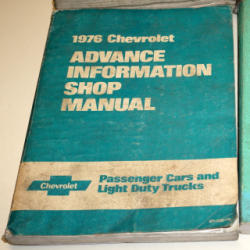 1976 Chevrolet
ADVANCE
INFORMATION
SHOP
MANUAL
Chevrolet
Passenger Cars and
Light Duty Trucks